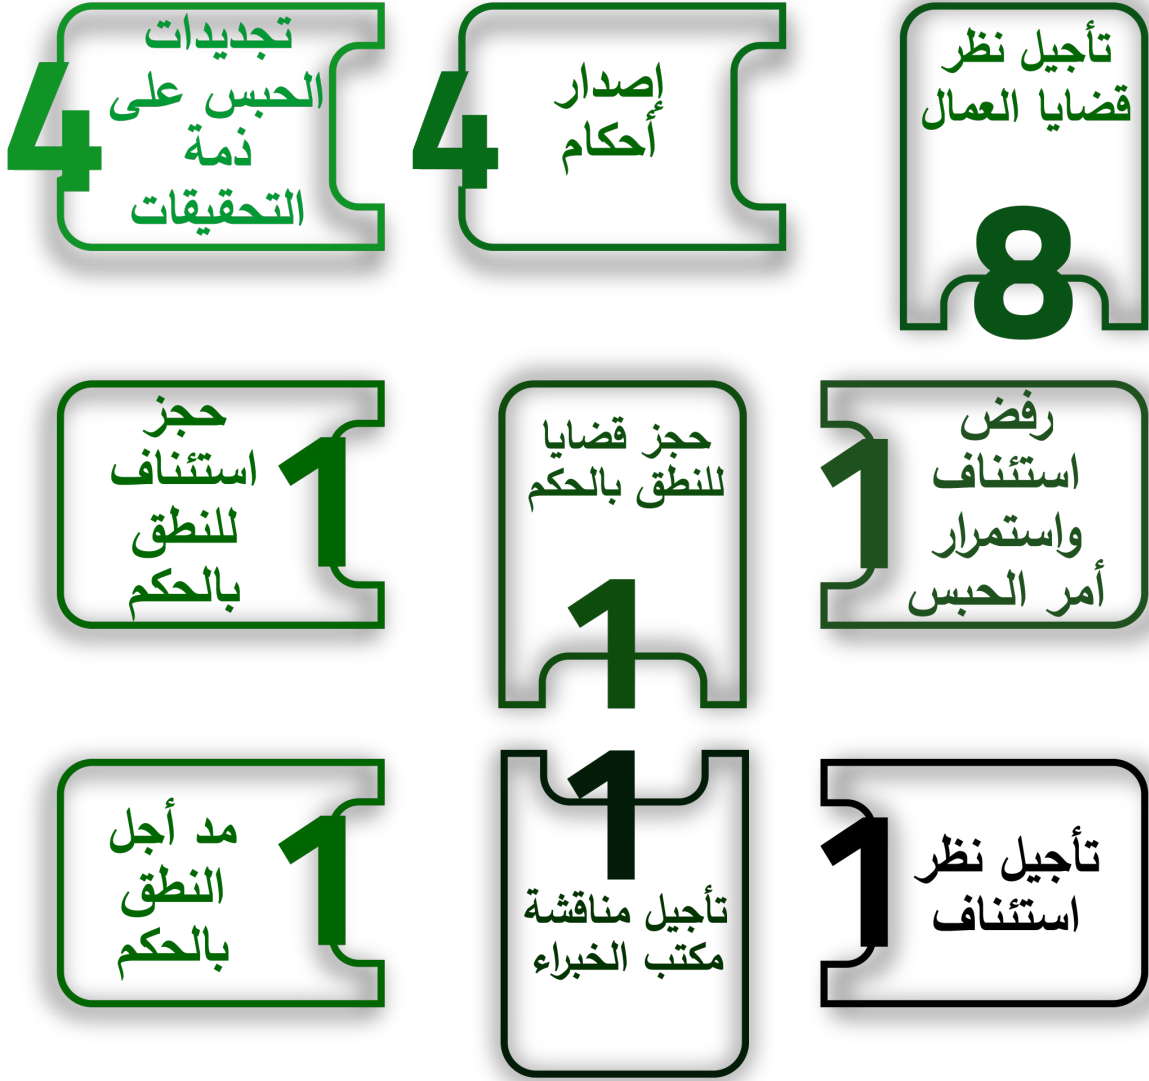 تأجيل نظر
قضايا العمال
8
إصدار
أحكام
4
تجديدات
الحبس على
ذمة
التحقيقات
4
رفض
استئناف
واستمرار
أمر الحبس
1
حجز قضايا
للنطق بالحكم
1
حجز
استئناف
للنطق
بالحكم
1
تأجيل نظر
استئناف
1
1
تأجيل مناقشة
مكتب الخبراء
مد أجل
النطق
بالحكم
1